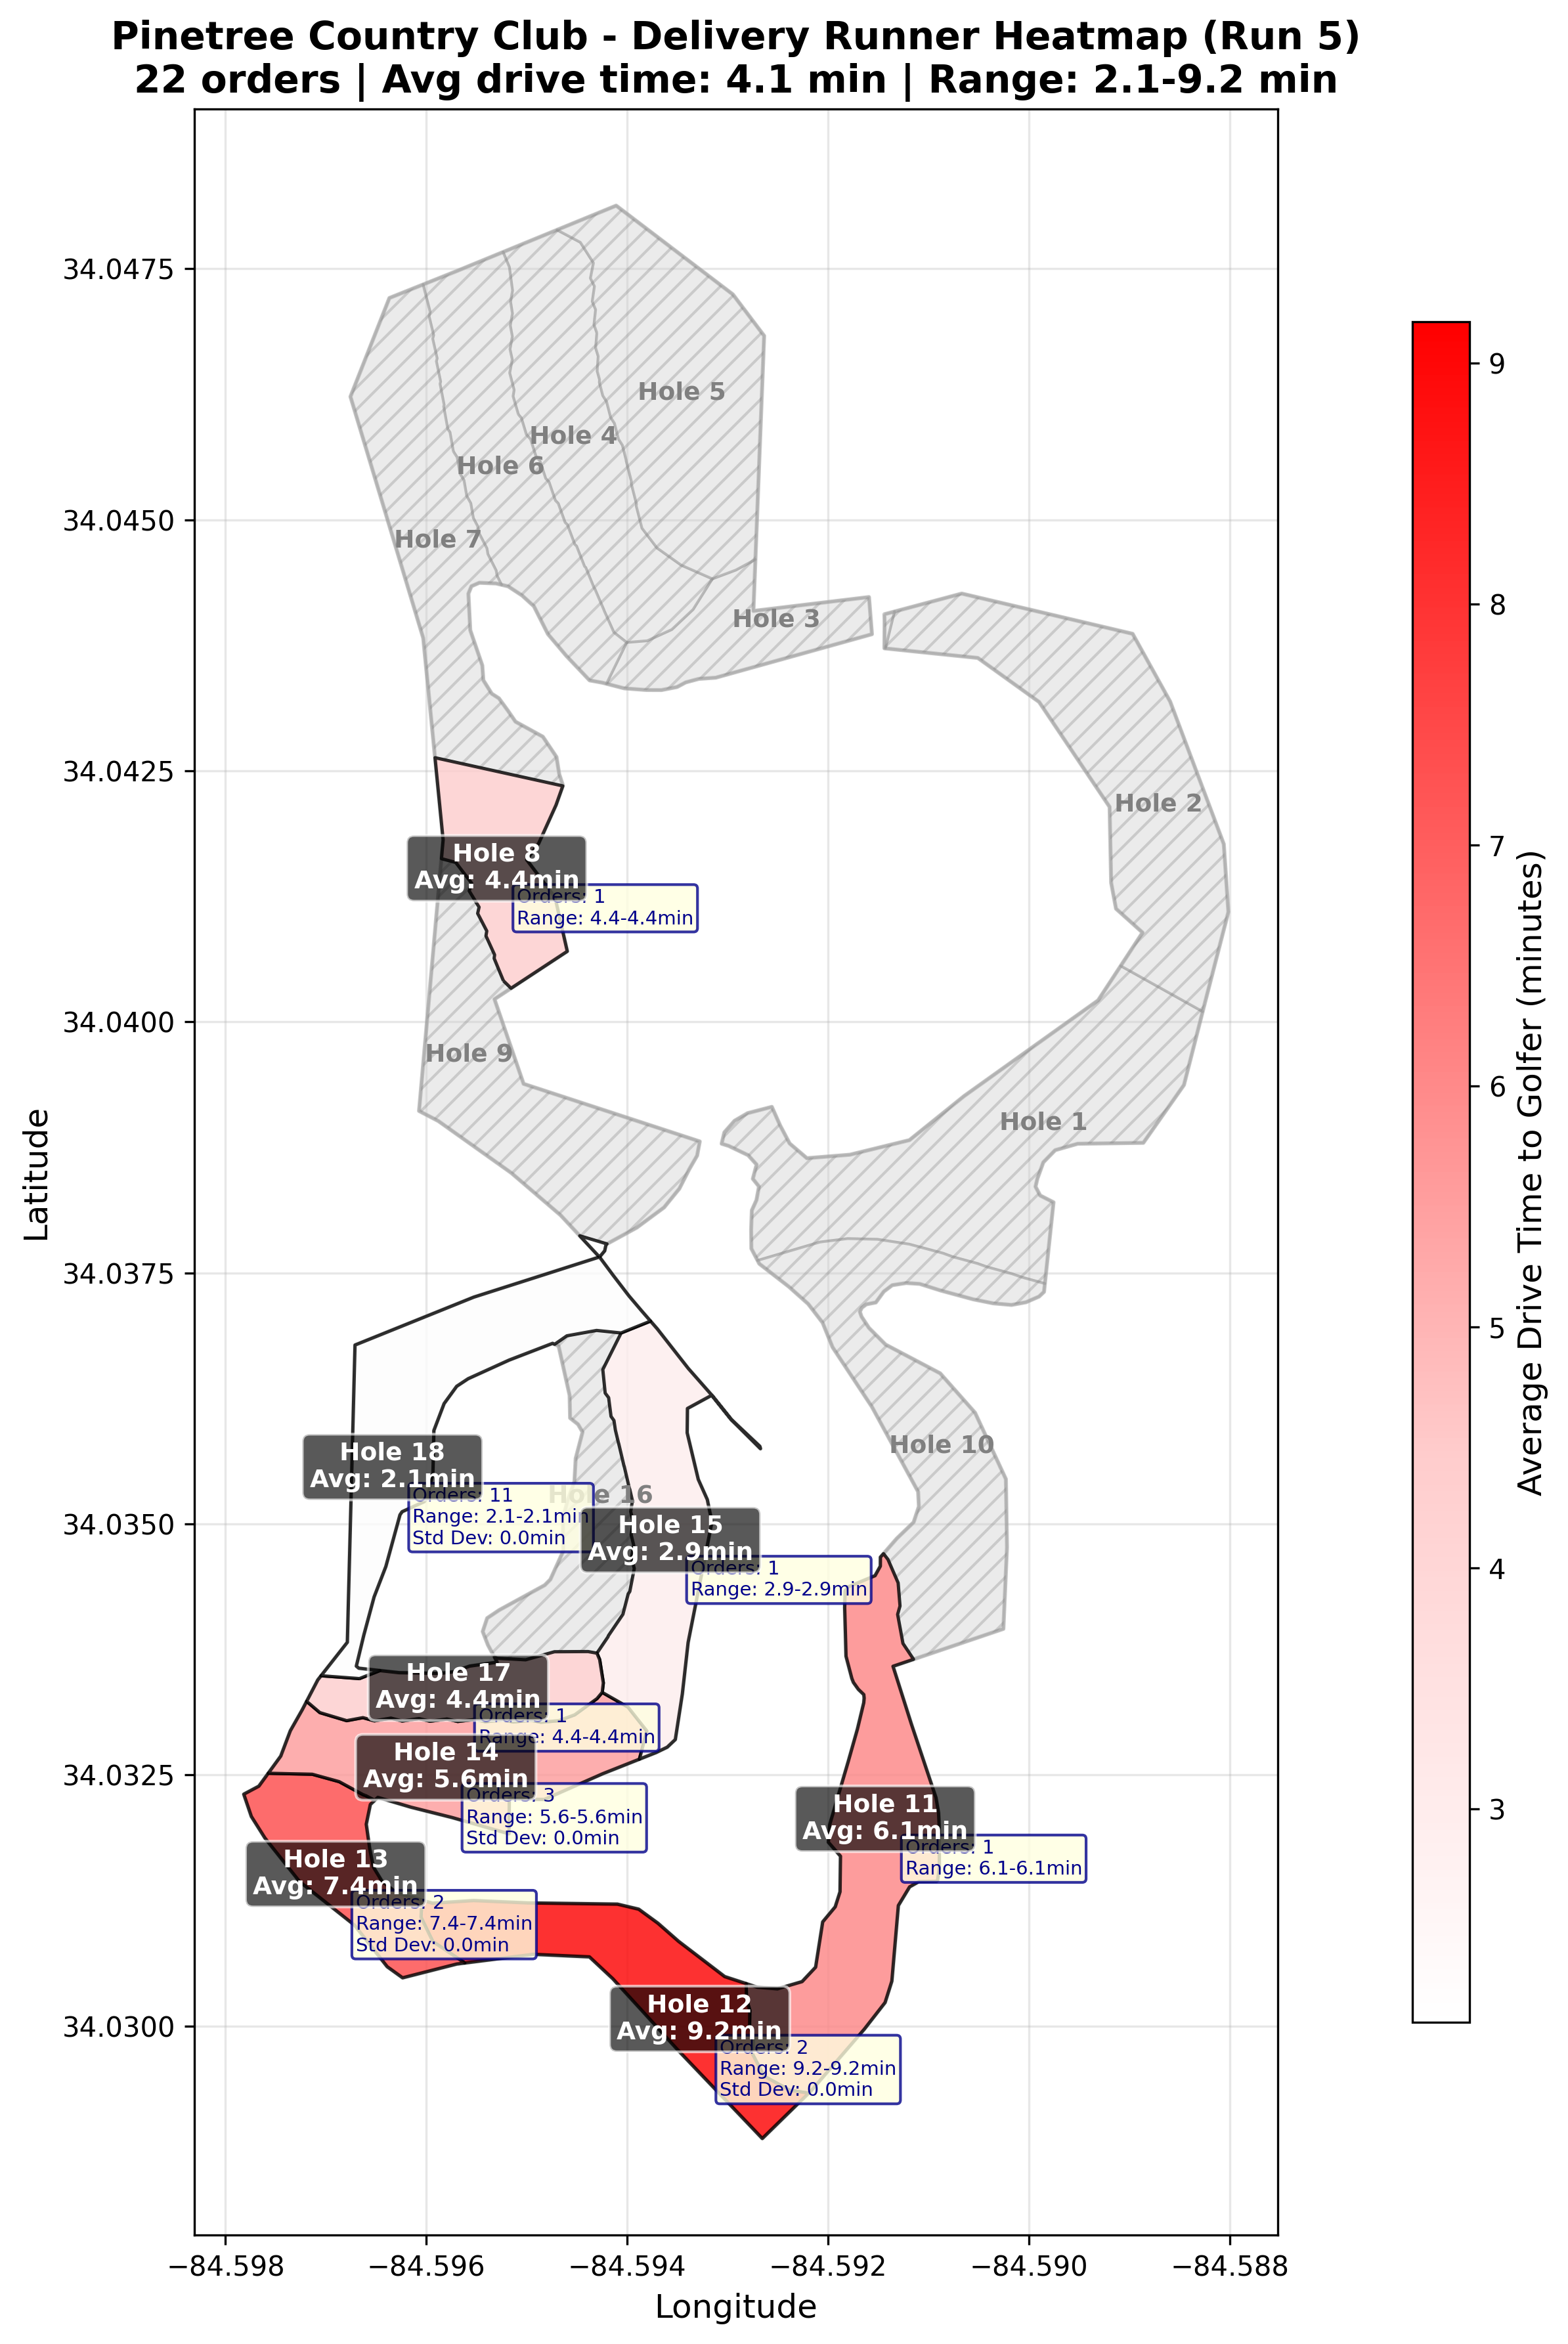 Pinetree Country Club - Delivery Runner Heatmap (Run 5)
22 orders | Avg drive time: 4.1 min | Range: 2.1-9.2 min
34.0475
34.0450
34.0425
34.0400
34.0375
34.0350
34.0325
34.0300
Latitude
Hole 5
Hole 4
Hole 6
Hole 7
Hole 3
Hole 2
Hole 8
Avg: 4.4min
Orders: 1
Range: 4.4-4.4min
Hole 9
Hole 1
Hole 10
Hole 18
Avg: 2.1min
Orders: 11
Range: 2.1-2.1min
Std Dev: 0.0min
Hole 16
Hole 15
Avg: 2.9min
Orders: 1
Range: 2.9-2.9min
Hole 17
Avg: 4.4min
Orders: 1
Range: 4.4-4.4min
Hole 14
Avg: 5.6min
Orders: 3
Range: 5.6-5.6min
Std Dev: 0.0min
Hole 11
Avg: 6.1min
Orders: 1
Range: 6.1-6.1min
Hole 13
Avg: 7.4min
Orders: 2
Range: 7.4-7.4min
Std Dev: 0.0min
Hole 12
Avg: 9.2min
Orders: 2
Range: 9.2-9.2min
Std Dev: 0.0min
−84.598
−84.596
−84.594
−84.592
−84.590
−84.588
Longitude
9
8
7
6
5
4
3
Average Drive Time to Golfer (minutes)